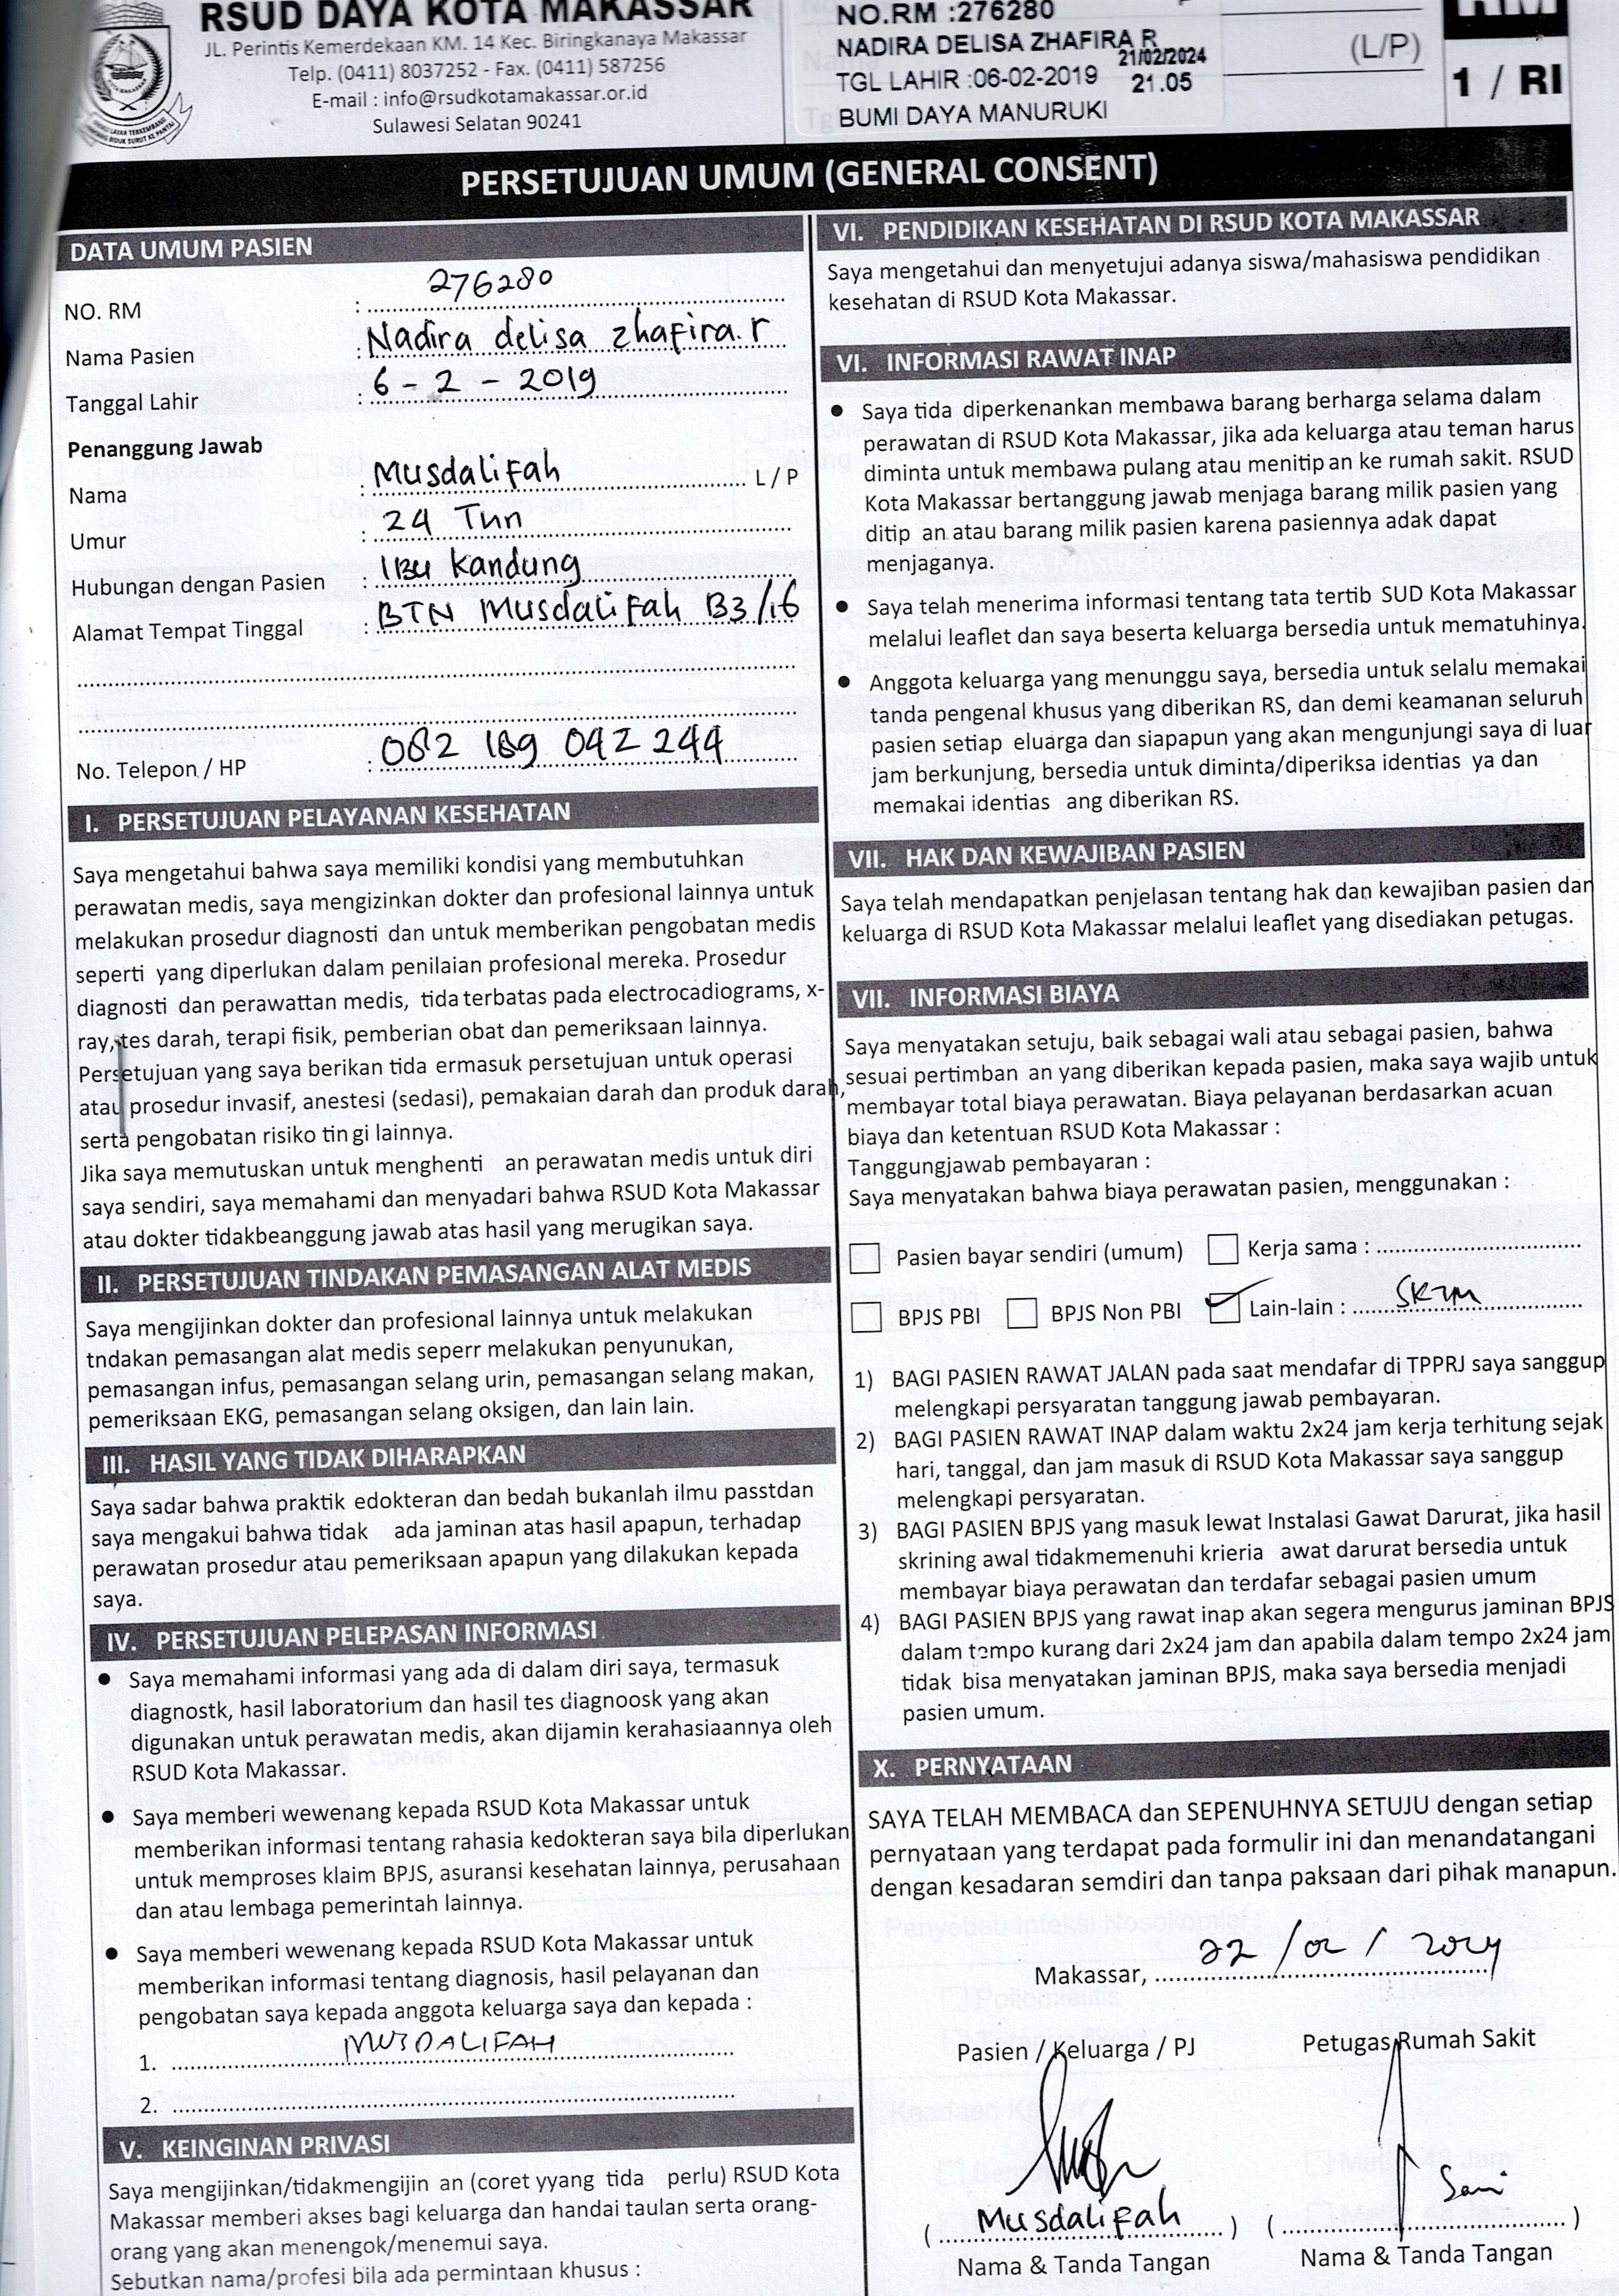 RSUD DAYA KOTA MAKASSAR
JL. Perintis Kemerdekaan KM. 14 Kec. Biringkanaya Makassar
Telp. (0411) 8037252 - Fax. (0411) 587256
E-mail : info@rsudkotamakassar.or.id
Sulawesi Selatan 90241
NO.RM :276280
NADIRA DELISA ZHAFIRA R
21/02/2024
TGL LAHIR :06-02-2019 21.05
BUMI DAYA MANURUKI
(L/P)
RM
1 / RI
PERSETUJUAN UMUM (GENERAL CONSENT)
DATA UMUM PASIEN
NO. RM : 276280
Nama Pasien : Nadira delisa zhafira.r
Tanggal Lahir : 6 - 2 - 2019
Penanggung Jawab
Nama : Musdalifah L / P
Umur : 24 Thn
Hubungan dengan Pasien : IBu Kandung
Alamat Tempat Tinggal : BTN Musdalifah B3/16
No. Telepon / HP : 082 189 042 244
I. PERSETUJUAN PELAYANAN KESEHATAN
Saya mengetahui bahwa saya memiliki kondisi yang membutuhkan
perawatan medis, saya mengizinkan dokter dan profesional lainnya untuk
melakukan prosedur diagnosti dan untuk memberikan pengobatan medis
seperti yang diperlukan dalam penilaian profesional mereka. Prosedur
diagnosti dan perawattan medis, tida terbatas pada electrocadiograms, x-
ray, tes darah, terapi fisik, pemberian obat dan pemeriksaan lainnya.
Persetujuan yang saya berikan tida ermasuk persetujuan untuk operasi
atau prosedur invasif, anestesi (sedasi), pemakaian darah dan produk darah,
serta pengobatan risiko tin gi lainnya.
Jika saya memutuskan untuk menghenti an perawatan medis untuk diri
saya sendiri, saya memahami dan menyadari bahwa RSUD Kota Makassar
atau dokter tidakbeanggung jawab atas hasil yang merugikan saya.
II. PERSETUJUAN TINDAKAN PEMASANGAN ALAT MEDIS
Saya mengijinkan dokter dan profesional lainnya untuk melakukan
tndakan pemasangan alat medis seperr melakukan penyunukan,
pemasangan infus, pemasangan selang urin, pemasangan selang makan,
pemeriksaan EKG, pemasangan selang oksigen, dan lain lain.
III. HASIL YANG TIDAK DIHARAPKAN
Saya sadar bahwa praktik edokteran dan bedah bukanlah ilmu passtdan
saya mengakui bahwa tidak ada jaminan atas hasil apapun, terhadap
perawatan prosedur atau pemeriksaan apapun yang dilakukan kepada
saya.
IV. PERSETUJUAN PELEPASAN INFORMASI
● Saya memahami informasi yang ada di dalam diri saya, termasuk
diagnostk, hasil laboratorium dan hasil tes diagnoosk yang akan
digunakan untuk perawatan medis, akan dijamin kerahasiaannya oleh
RSUD Kota Makassar.
● Saya memberi wewenang kepada RSUD Kota Makassar untuk
memberikan informasi tentang rahasia kedokteran saya bila diperlukan
untuk memproses klaim BPJS, asuransi kesehatan lainnya, perusahaan
dan atau lembaga pemerintah lainnya.
● Saya memberi wewenang kepada RSUD Kota Makassar untuk
memberikan informasi tentang diagnosis, hasil pelayanan dan
pengobatan saya kepada anggota keluarga saya dan kepada :
1. MUSDALIFAH
2.
V. KEINGINAN PRIVASI
Saya mengijinkan/tidakmengijin an (coret yyang tida perlu) RSUD Kota
Makassar memberi akses bagi keluarga dan handai taulan serta orang-
orang yang akan menengok/menemui saya.
Sebutkan nama/profesi bila ada permintaan khusus :
VI. PENDIDIKAN KESEHATAN DI RSUD KOTA MAKASSAR
Saya mengetahui dan menyetujui adanya siswa/mahasiswa pendidikan
kesehatan di RSUD Kota Makassar.
VI. INFORMASI RAWAT INAP
● Saya tida diperkenankan membawa barang berharga selama dalam
perawatan di RSUD Kota Makassar, jika ada keluarga atau teman harus
diminta untuk membawa pulang atau menitip an ke rumah sakit. RSUD
Kota Makassar bertanggung jawab menjaga barang milik pasien yang
ditip an atau barang milik pasien karena pasiennya adak dapat
menjaganya.
● Saya telah menerima informasi tentang tata tertib SUD Kota Makassar
melalui leaflet dan saya beserta keluarga bersedia untuk mematuhinya.
● Anggota keluarga yang menunggu saya, bersedia untuk selalu memakai
tanda pengenal khusus yang diberikan RS, dan demi keamanan seluruh
pasien setiap eluarga dan siapapun yang akan mengunjungi saya di luar
jam berkunjung, bersedia untuk diminta/diperiksa identias ya dan
memakai identias ang diberikan RS.
VII. HAK DAN KEWAJIBAN PASIEN
Saya telah mendapatkan penjelasan tentang hak dan kewajiban pasien dan
keluarga di RSUD Kota Makassar melalui leaflet yang disediakan petugas.
VII. INFORMASI BIAYA
Saya menyatakan setuju, baik sebagai wali atau sebagai pasien, bahwa
sesuai pertimban an yang diberikan kepada pasien, maka saya wajib untuk
membayar total biaya perawatan. Biaya pelayanan berdasarkan acuan
biaya dan ketentuan RSUD Kota Makassar :
Tanggungjawab pembayaran :
Saya menyatakan bahwa biaya perawatan pasien, menggunakan :
Pasien bayar sendiri (umum) Kerja sama :
BPJS PBI BPJS Non PBI Lain-lain : SKTM
1) BAGI PASIEN RAWAT JALAN pada saat mendafar di TPPRJ saya sanggup
melengkapi persyaratan tanggung jawab pembayaran.
2) BAGI PASIEN RAWAT INAP dalam waktu 2x24 jam kerja terhitung sejak
hari, tanggal, dan jam masuk di RSUD Kota Makassar saya sanggup
melengkapi persyaratan.
3) BAGI PASIEN BPJS yang masuk lewat Instalasi Gawat Darurat, jika hasil
skrining awal tidakmemenuhi krieria awat darurat bersedia untuk
membayar biaya perawatan dan terdafar sebagai pasien umum
4) BAGI PASIEN BPJS yang rawat inap akan segera mengurus jaminan BPJS
dalam tempo kurang dari 2x24 jam dan apabila dalam tempo 2x24 jam
tidak bisa menyatakan jaminan BPJS, maka saya bersedia menjadi
pasien umum.
X. PERNYATAAN
SAYA TELAH MEMBACA dan SEPENUHNYA SETUJU dengan setiap
pernyataan yang terdapat pada formulir ini dan menandatangani
dengan kesadaran semdiri dan tanpa paksaan dari pihak manapun.
Makassar, 22 / 02 / 2024
Pasien / Keluarga / PJ Petugas Rumah Sakit
( Musdalifah ) ( Sari )
Nama & Tanda Tangan Nama & Tanda Tangan